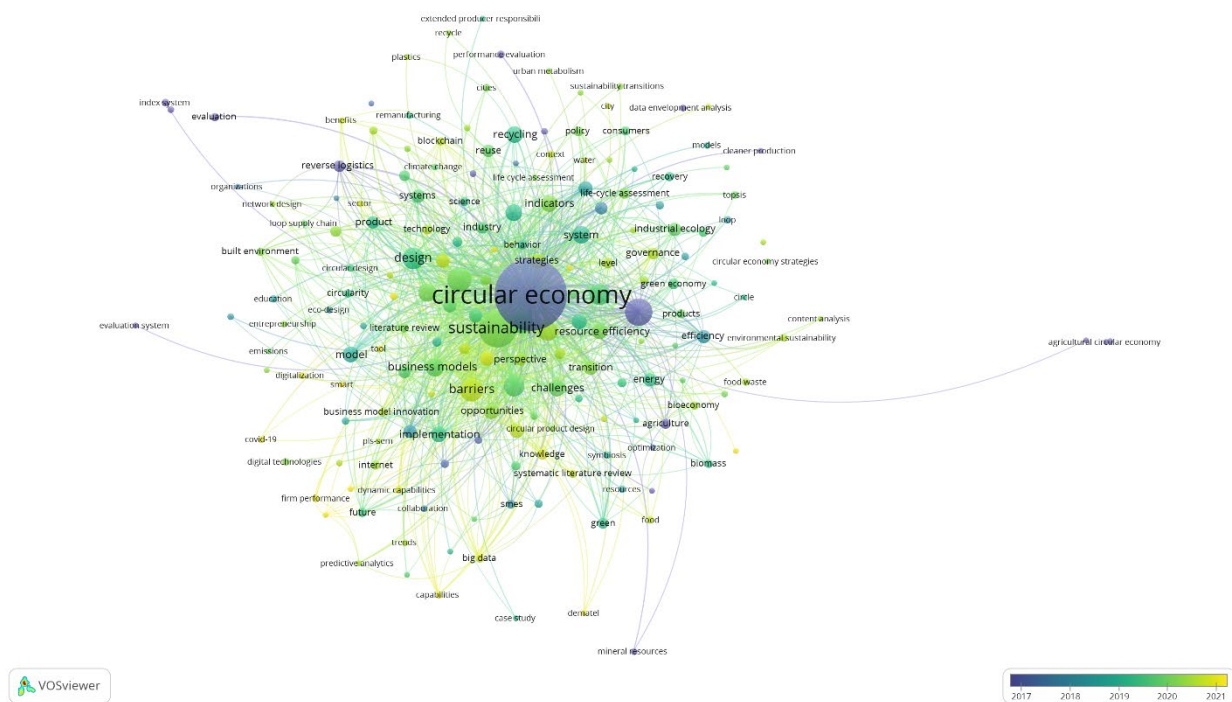 extended producer responsibili
recycle
performance evaluation
plastics
urban metabolism
cities
sustainability transitions
index system
evaluation
remanufacturing
city
data envelopment analysis
benefits
blockchain
recycling
policy
consumers
reuse
models
context
cleaner production
reverse logistics
climate change
water
life cycle assessment
recovery
organizations
systems
science
life-cycle assessment
topsis
network design
sector
indicators
loop supply chain
product
technology
industry
loop
system
industrial ecology
built environment
behavior
design
strategies
level
governance
circular economy strategies
circular design
green economy
education
circularity
circular economy
circle
eco-design
products
content analysis
evaluation system
entrepreneurship
literature review
sustainability
resource efficiency
efficiency
environmental sustainability
agricultural circular economy
emissions
model
tool
perspective
business models
transition
digitalization
smart
barriers
challenges
energy
food waste
bioeconomy
business model innovation
opportunities
agriculture
circular product design
covid-19
pls-sem
implementation
optimization
knowledge
symbiosis
digital technologies
internet
biomass
systematic literature review
dynamic capabilities
resources
firm performance
collaboration
smes
future
green
food
trends
big data
predictive analytics
capabilities
dematel
case study
mineral resources
VOSviewer
2017 2018 2019 2020 2021